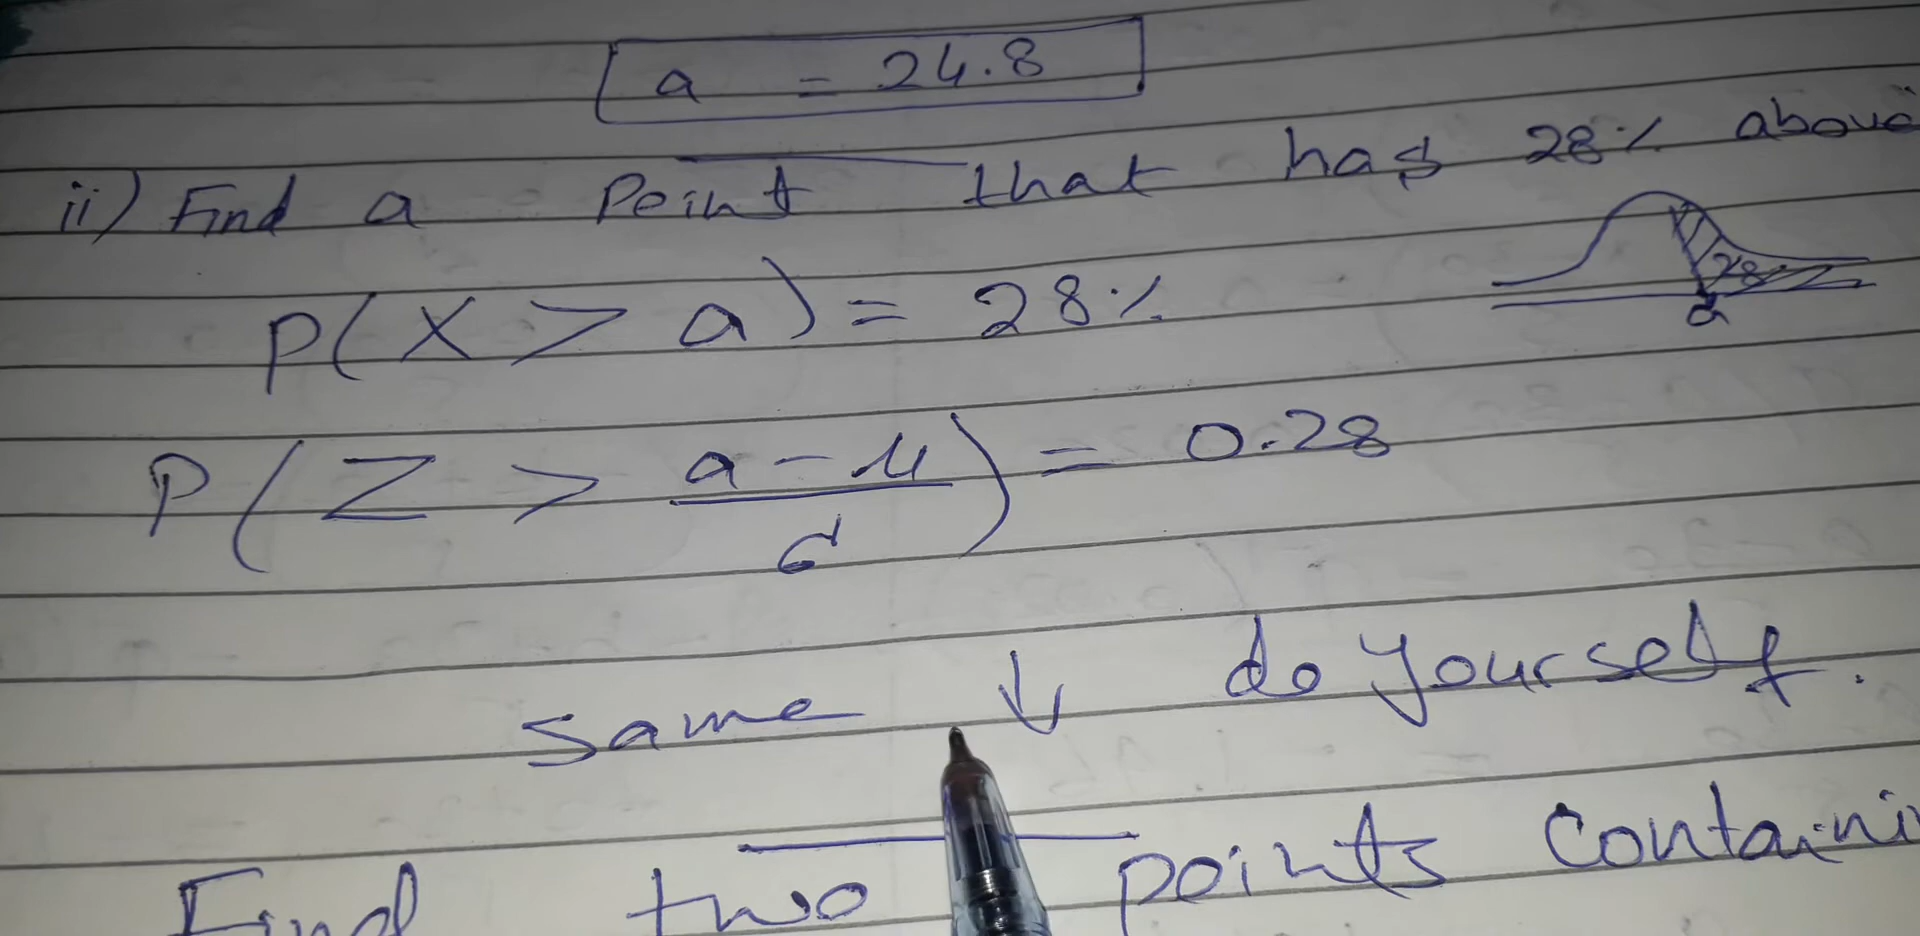 a = 24.8
ii) Find a Point that has 28% above
P(X > a) = 28%
28%
a
P(Z > a - μ / σ) = 0.28
same ↓ do yourself.
Find two points containi